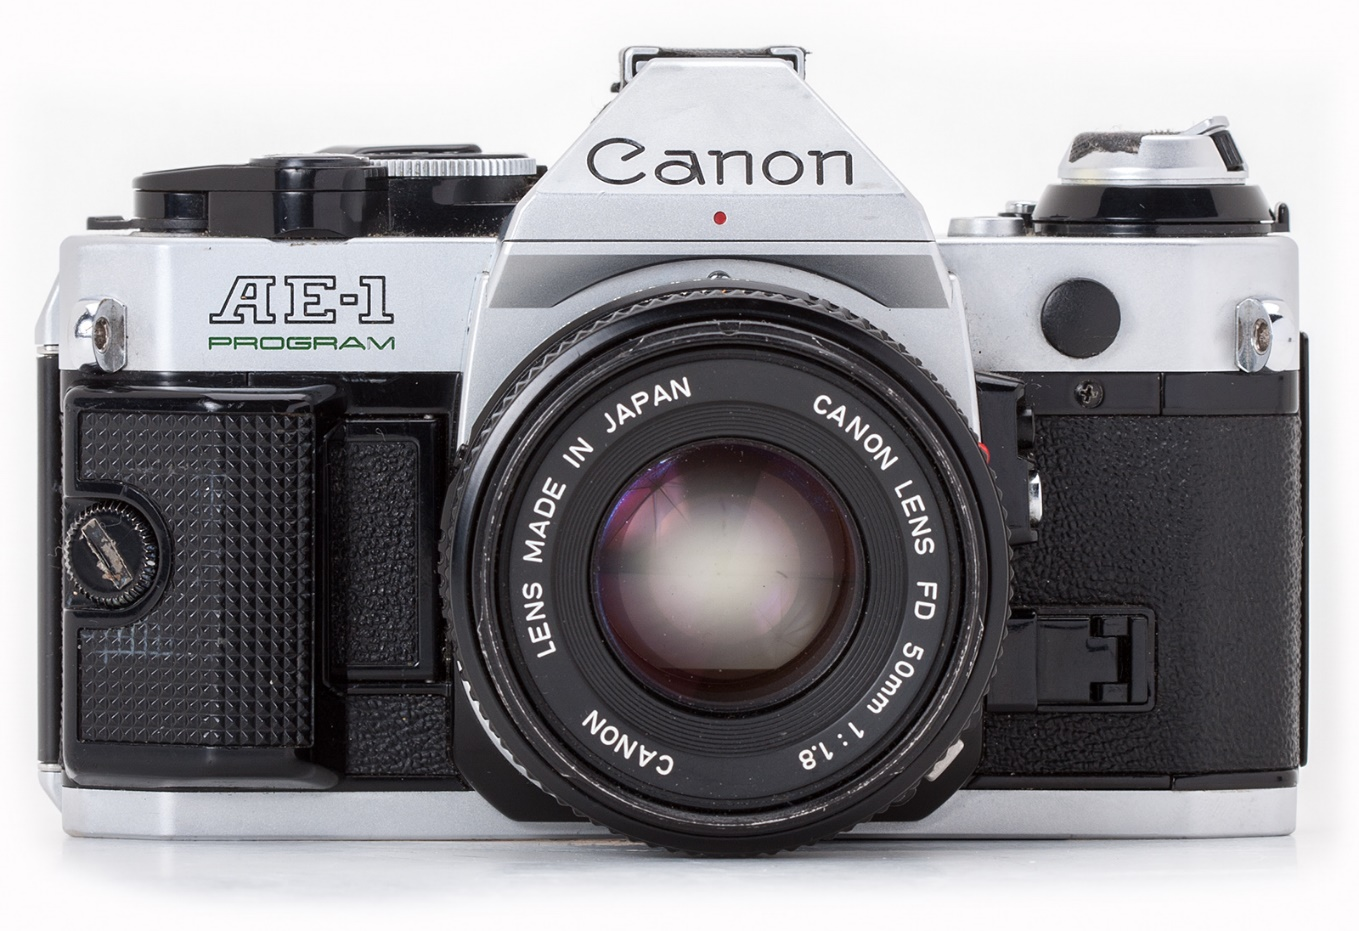 Canon
AE-1
PROGRAM
CANON LENS FD 50mm 1:1.8
CANON
LENS MADE IN JAPAN